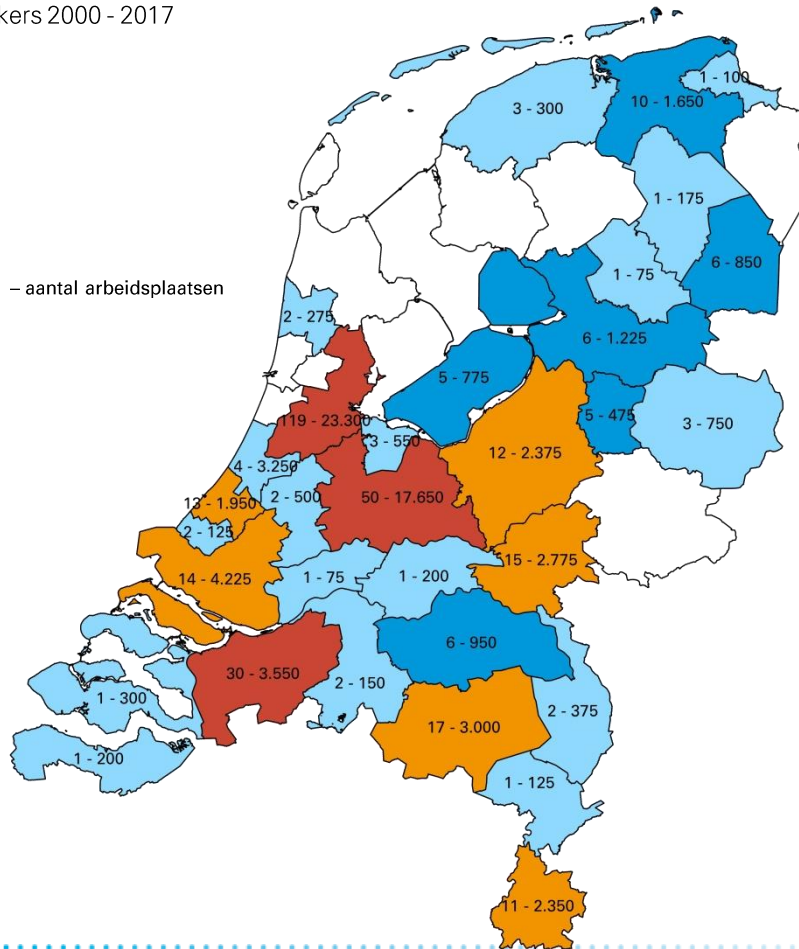 kers 2000 - 2017
1 - 100
10 - 1.650
3 - 300
1 - 175
6 - 850
1 - 75
– aantal arbeidsplaatsen
2 - 275
6 - 1.225
5 - 775
5 - 475
119 - 23.300
3 - 750
3 - 550
12 - 2.375
4 - 3.250
2 - 500
50 - 17.650
13 - 1.950
2 - 125
15 - 2.775
14 - 4.225
1 - 75
1 - 200
6 - 950
30 - 3.550
2 - 150
1 - 300
2 - 375
17 - 3.000
1 - 200
1 - 125
11 - 2.350